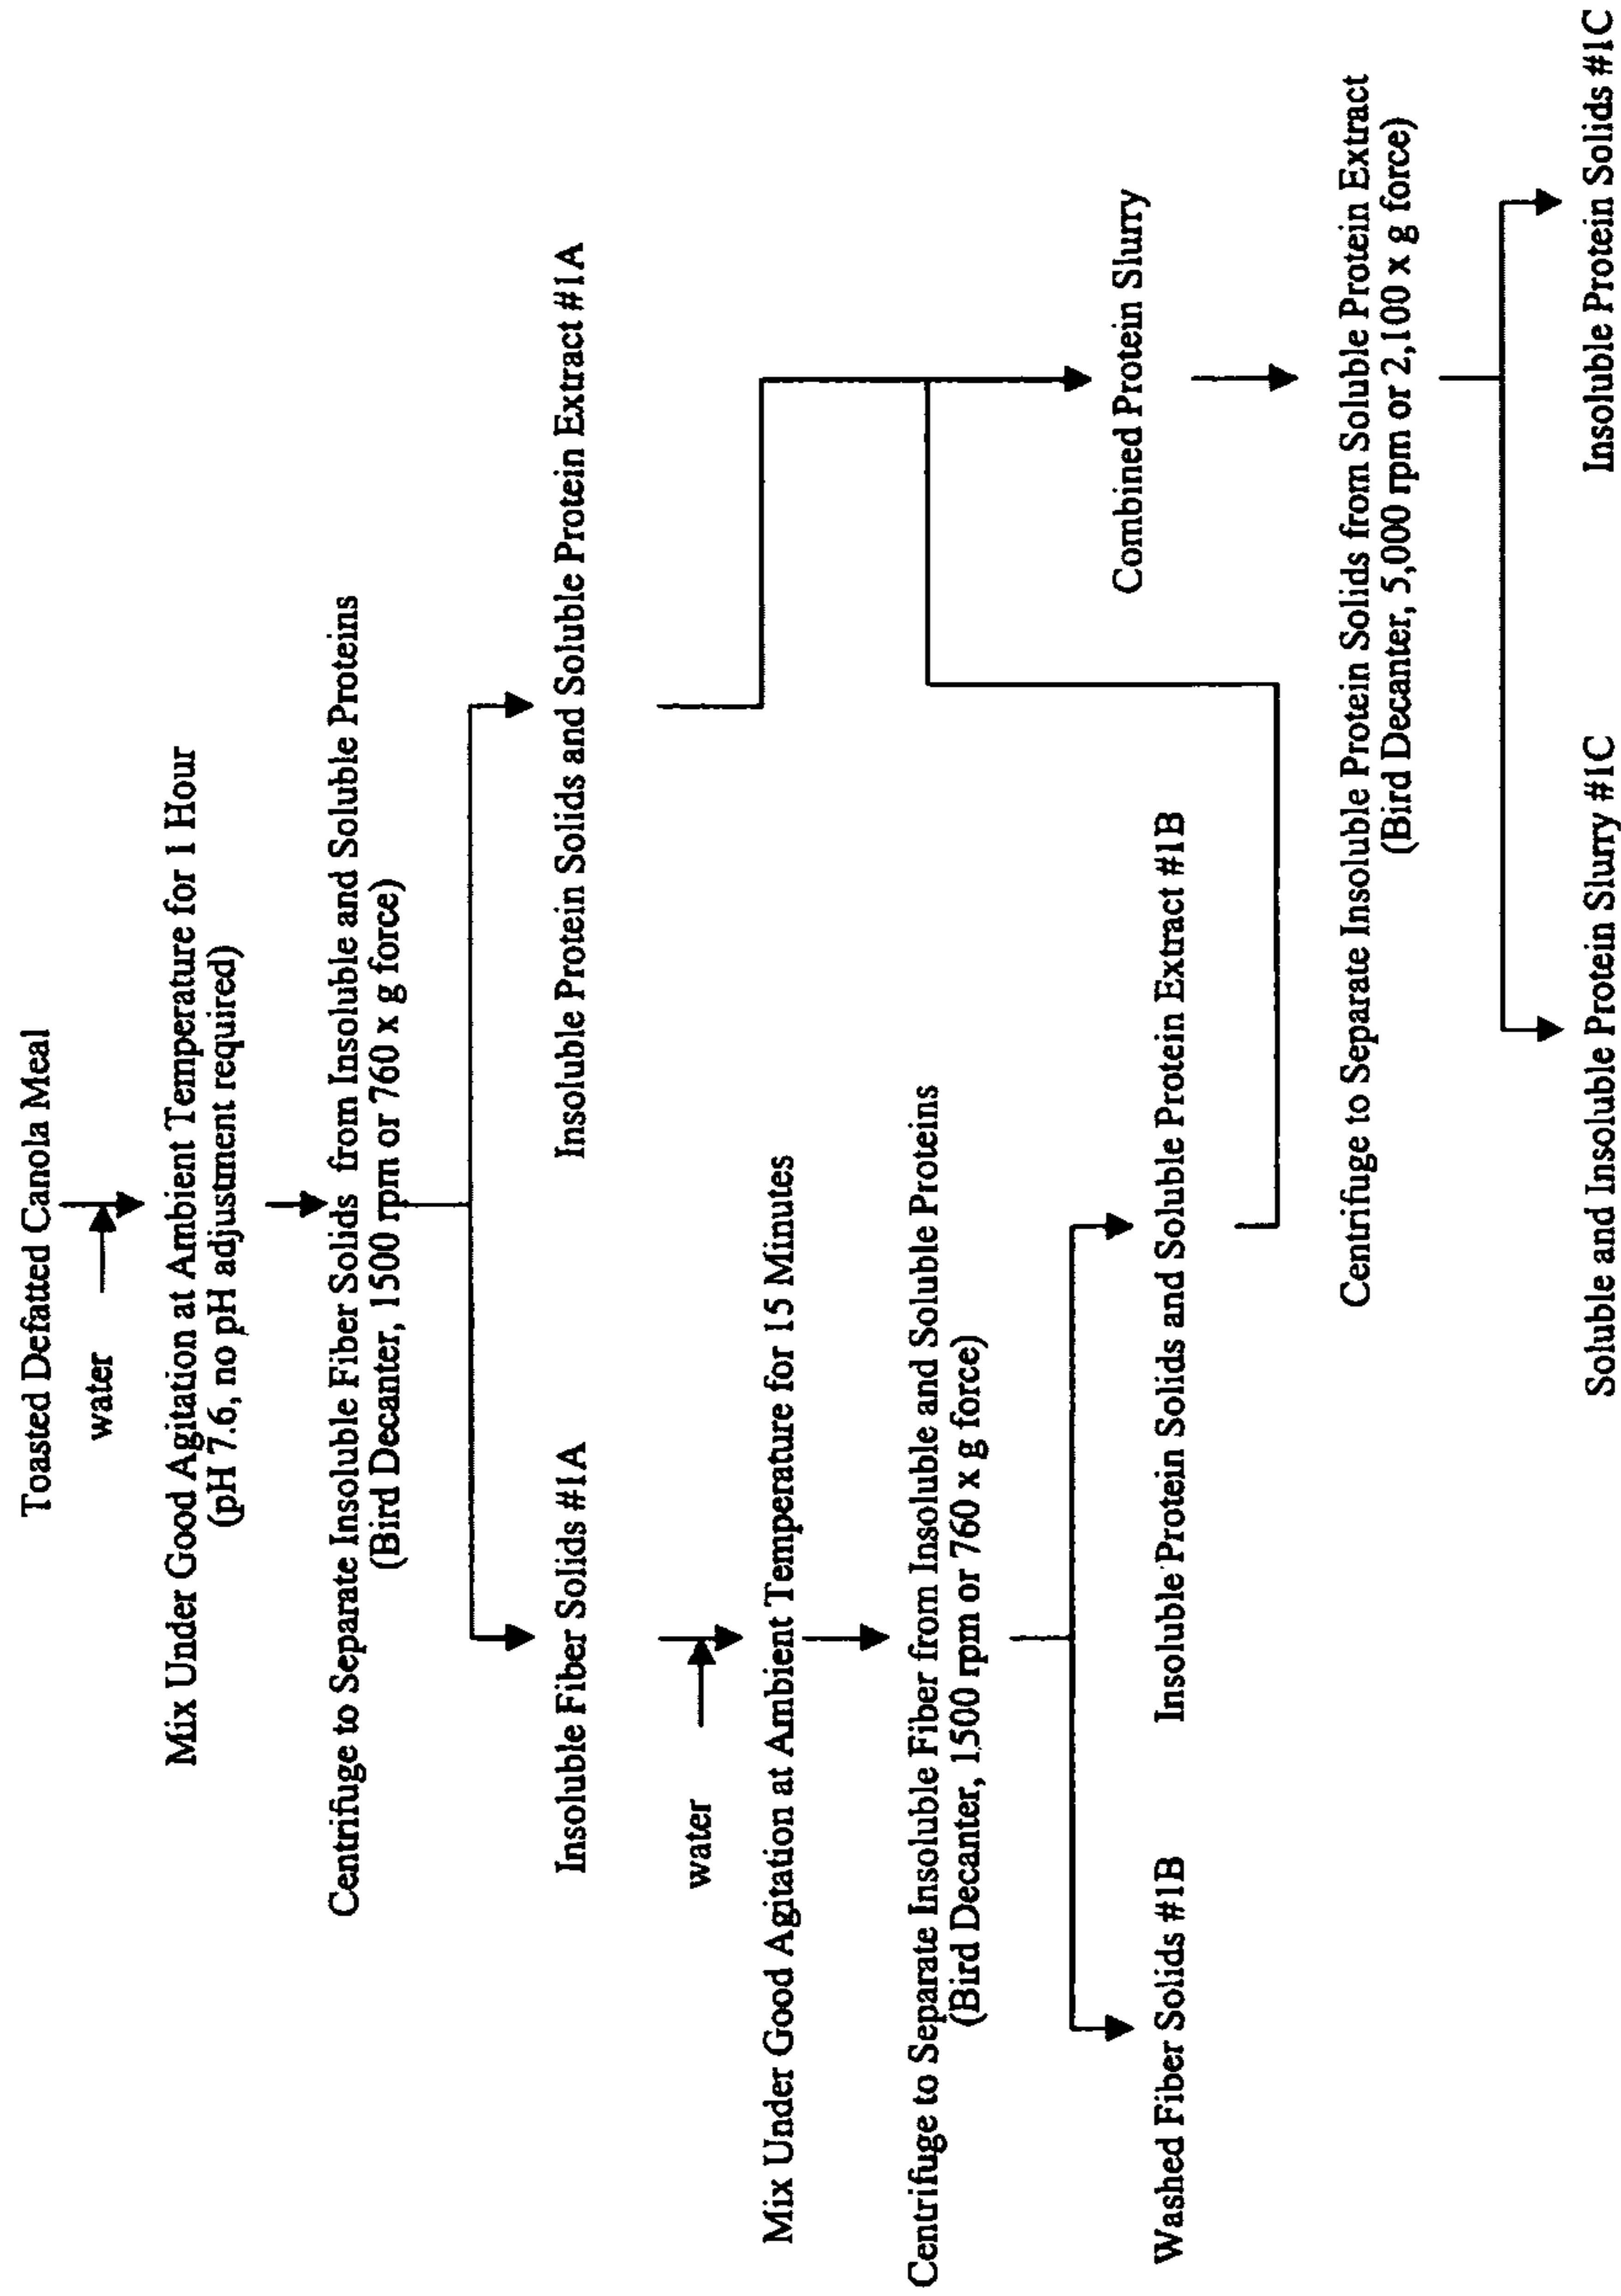 Toasted Defatted Canola Meal
water
Mix Under Good Agitation at Ambient Temperature for 1 Hour
(pH 7.6, no pH adjustment required)
Centrifuge to Separate Insoluble Fiber Solids from Insoluble and Soluble Proteins
(Bird Decanter, 1500 rpm or 760 x g force)
Insoluble Fiber Solids #1A
Insoluble Protein Solids and Soluble Protein Extract #1A
water
Mix Under Good Agitation at Ambient Temperature for 15 Minutes
Centrifuge to Separate Insoluble Fiber from Insoluble and Soluble Proteins
(Bird Decanter, 1500 rpm or 760 x g force)
Washed Fiber Solids #1B
Insoluble Protein Solids and Soluble Protein Extract #1B
Combined Protein Slurry
Centrifuge to Separate Insoluble Protein Solids from Soluble Protein Extract
(Bird Decanter, 5,000 rpm or 2,100 x g force)
Soluble and Insoluble Protein Slurry #1C
Insoluble Protein Solids #1C